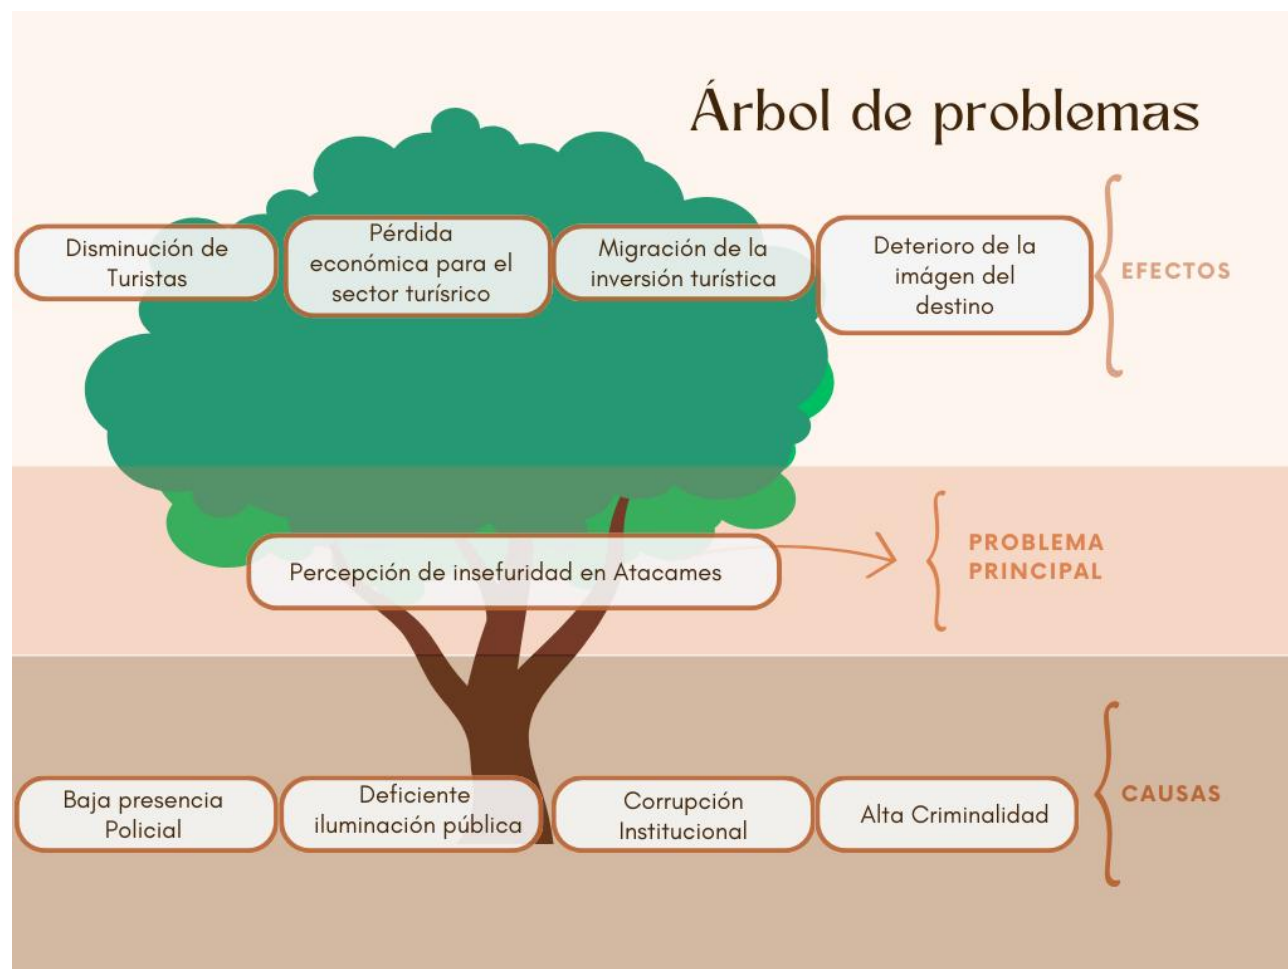 Árbol de problemas
Disminución de
Turistas
Pérdida
económica para el
sector turísrico
Migración de la
inversión turística
Deterioro de la
imágen del
destino
EFECTOS
Percepción de insefuridad en Atacames
PROBLEMA
PRINCIPAL
Baja presencia
Policial
Deficiente
iluminación pública
Corrupción
Institucional
Alta Criminalidad
CAUSAS